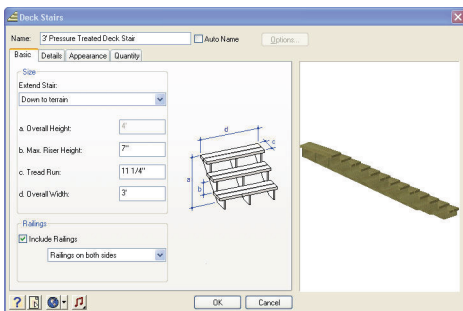 Deck Stairs
Name: 3' Pressure Treated Deck Stair Auto Name Options...
Basic Details Appearance Quantity
Size
Extend Stair:
Down to terrain
a. Overall Height: 4'
b. Max. Riser Height: 7"
c. Tread Run: 11 1/4"
d. Overall Width: 3'
d
c
a
b
Railings
Include Railings
Railings on both sides
? OK Cancel